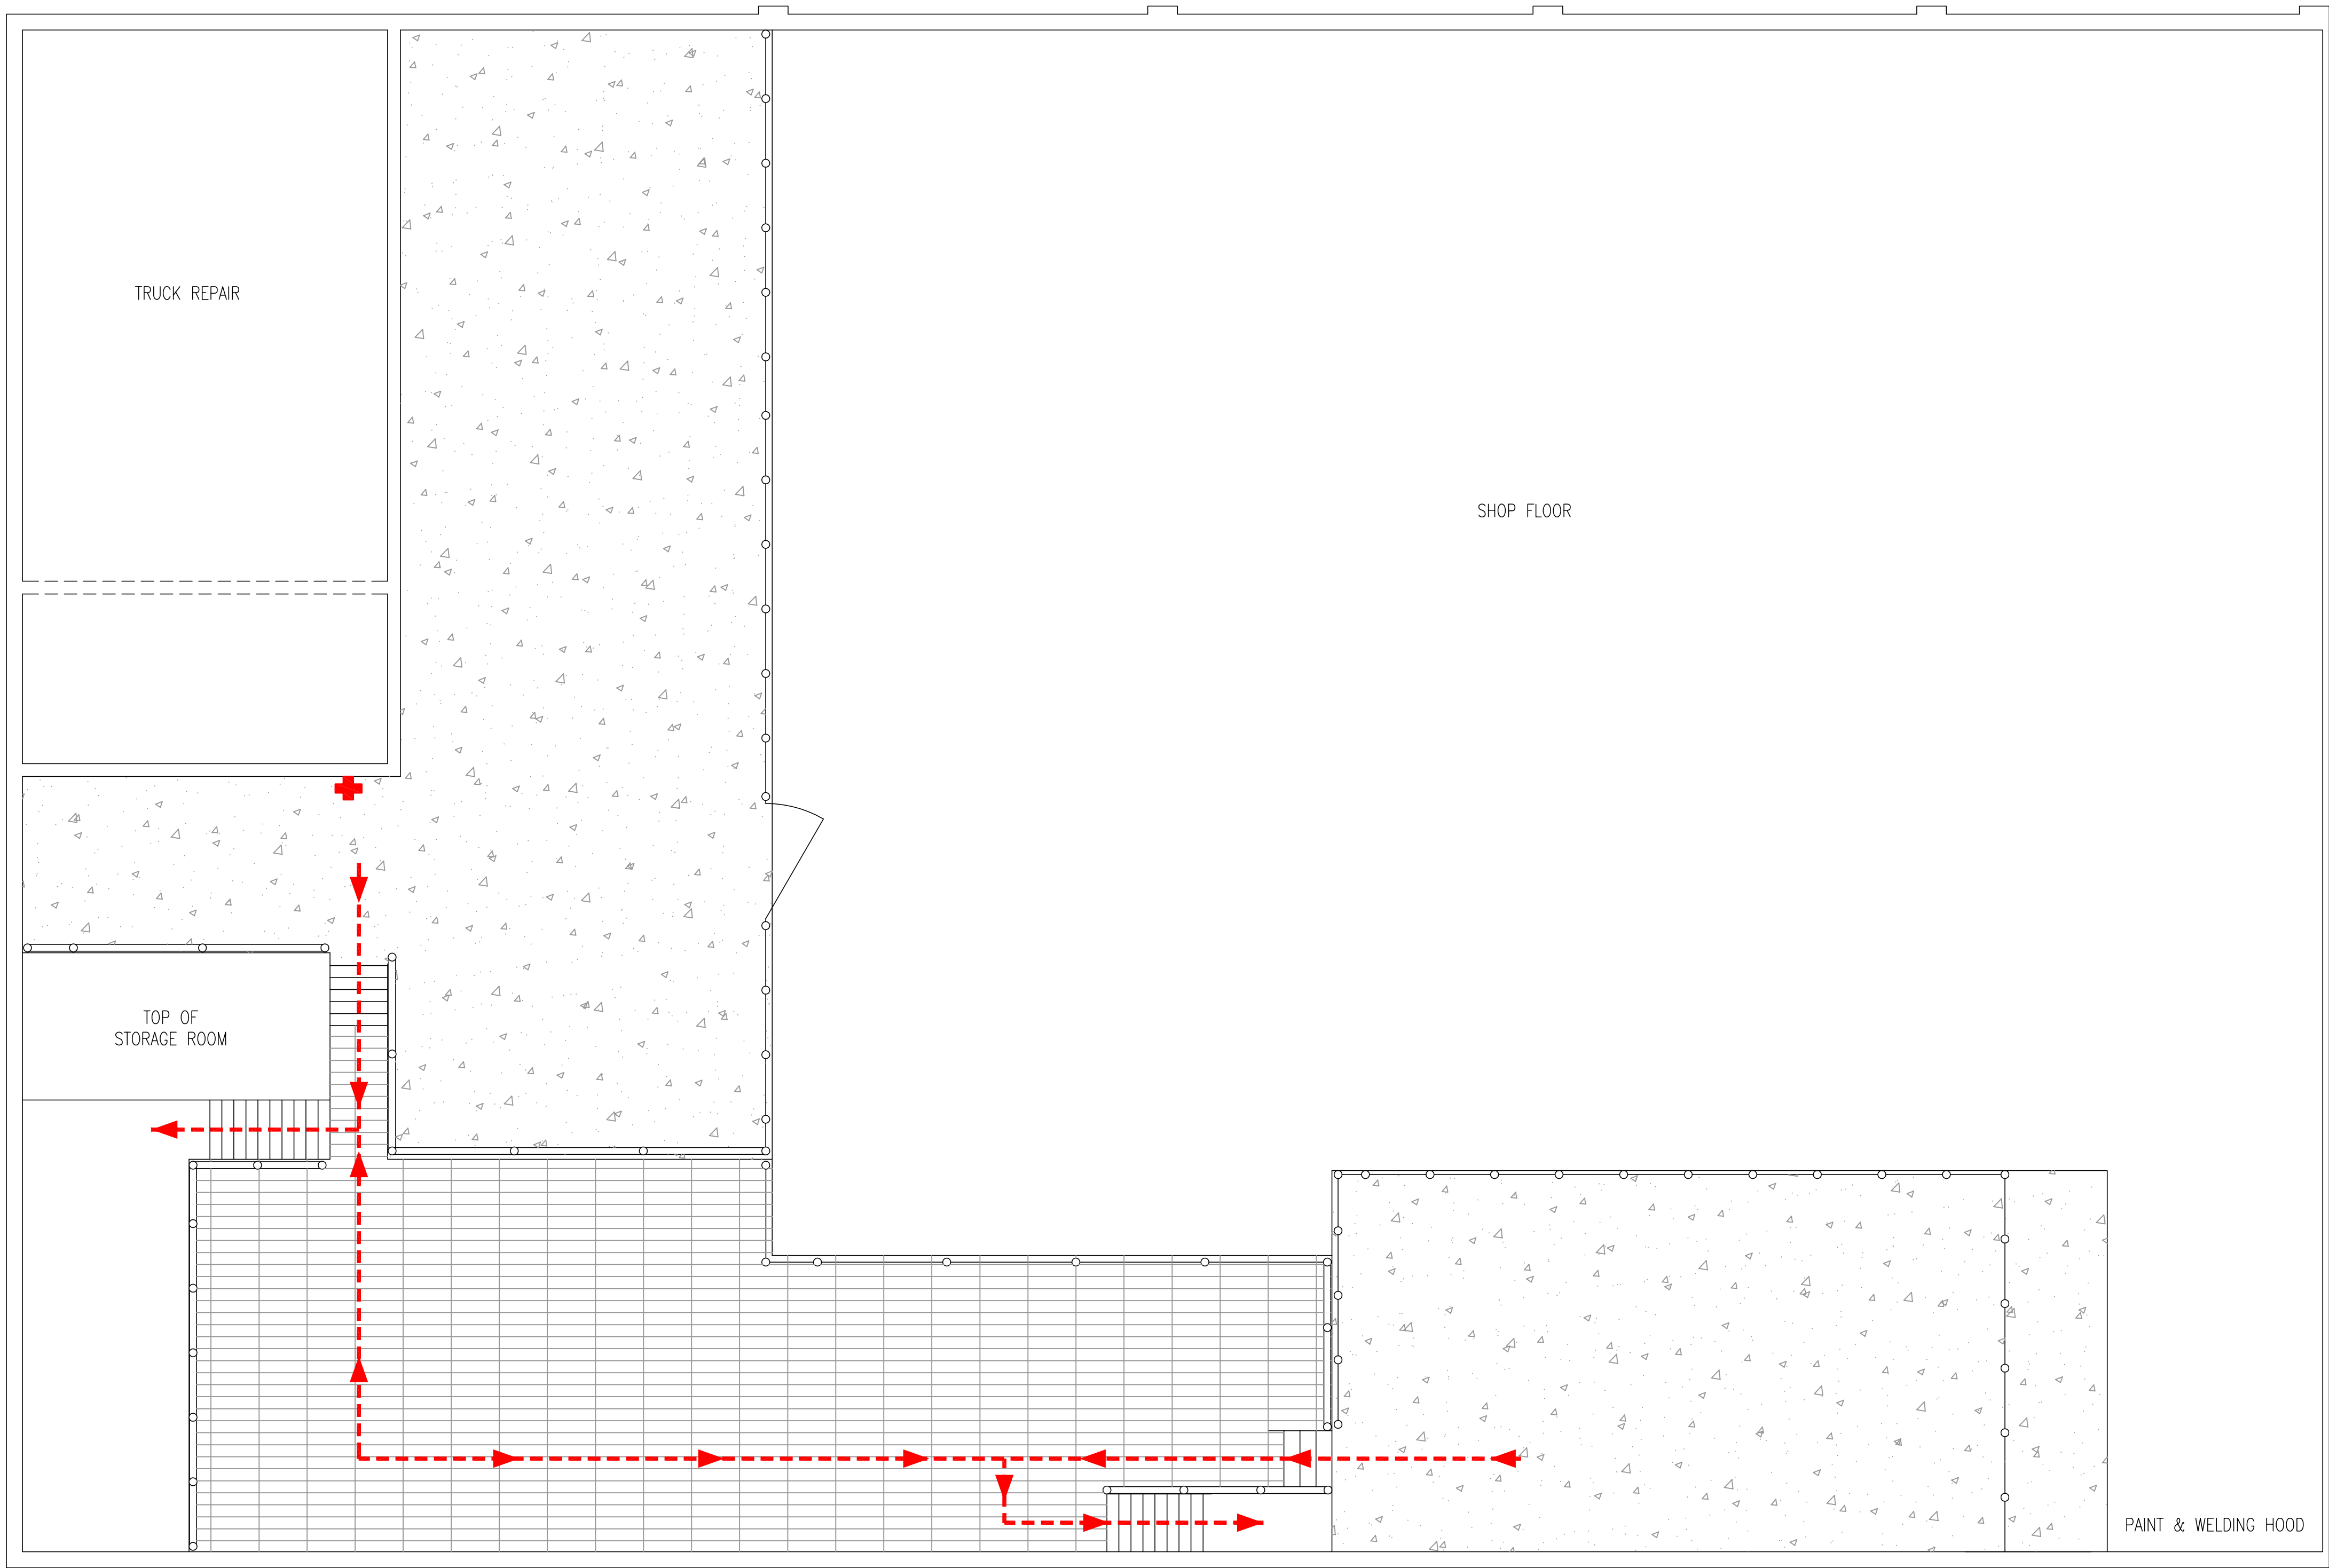 TRUCK REPAIR
SHOP FLOOR
TOP OF
STORAGE ROOM
PAINT & WELDING HOOD